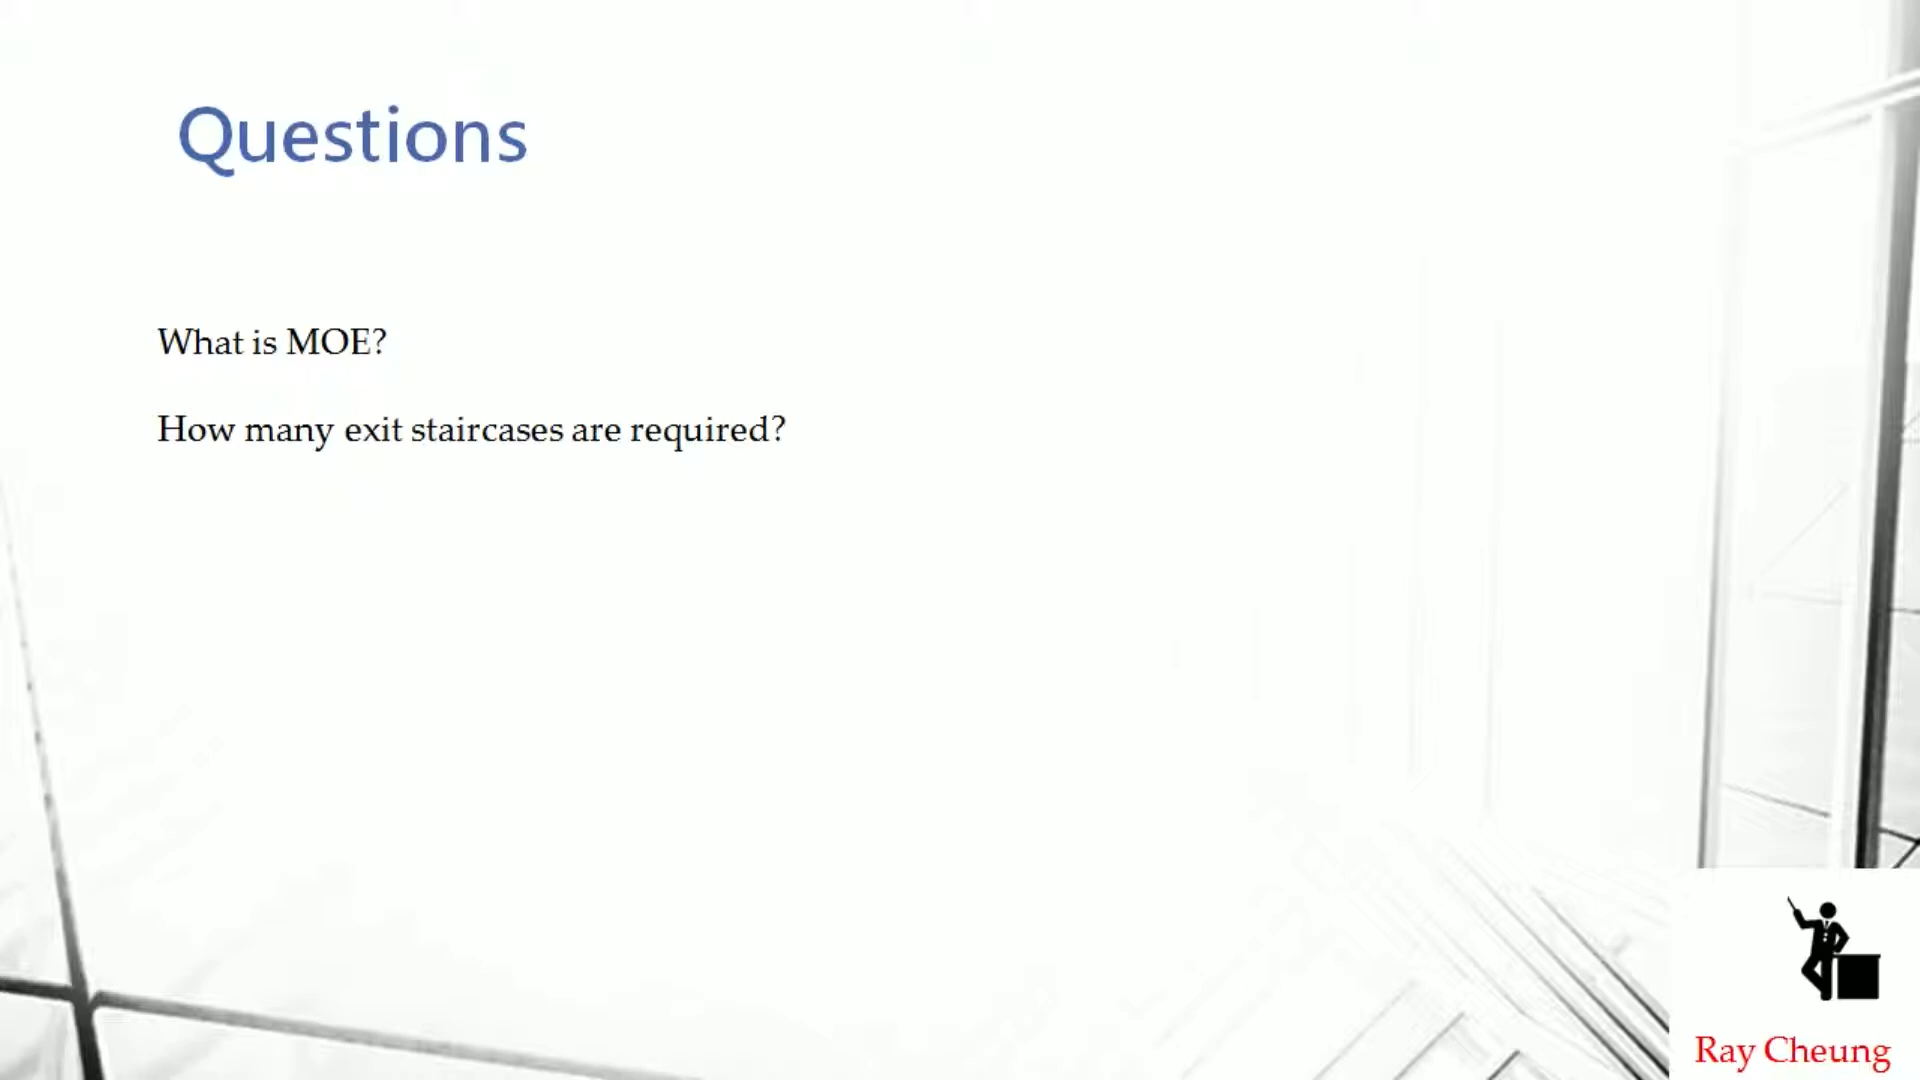 Questions
What is MOE?
How many exit staircases are required?
Ray Cheung